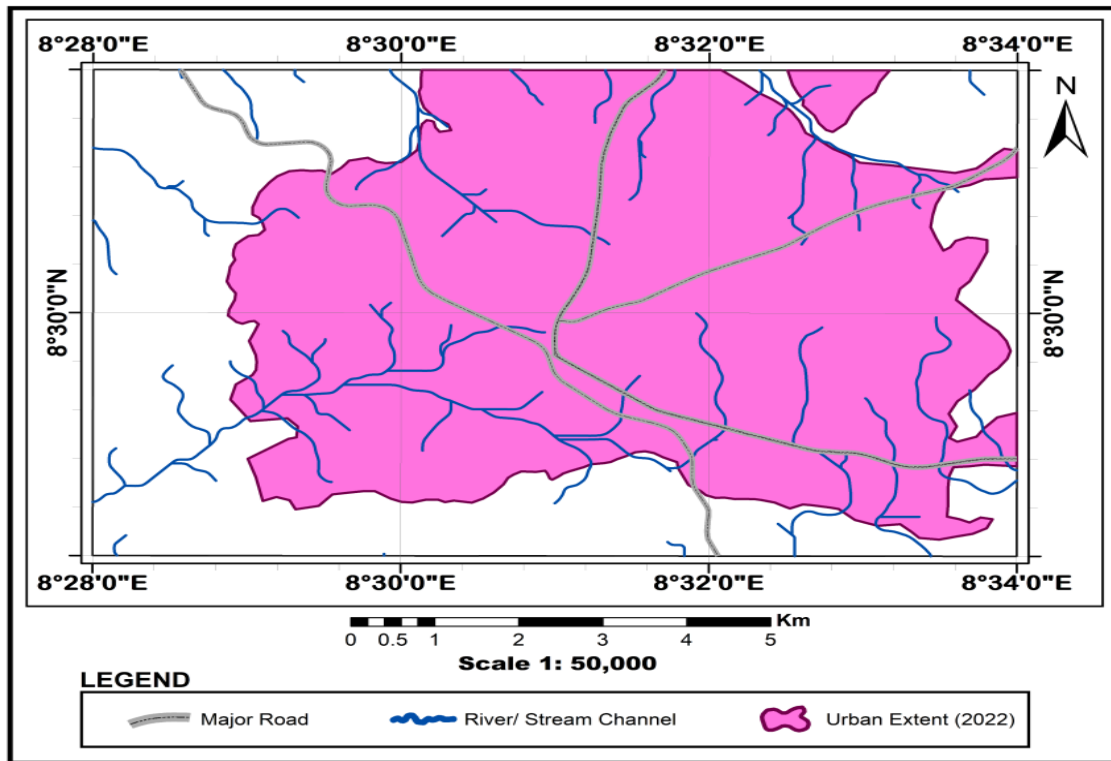 8°28'0"E 8°30'0"E 8°32'0"E 8°34'0"E
N
8°30'0"N 8°30'0"N
8°28'0"E 8°30'0"E 8°32'0"E 8°34'0"E
0 0.5 1 2 3 4 5 Km
Scale 1: 50,000
LEGEND
Major Road River/ Stream Channel Urban Extent (2022)